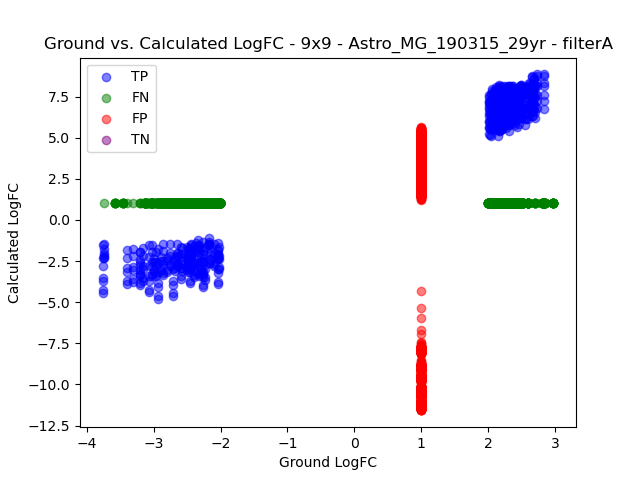 Ground vs. Calculated LogFC - 9x9 - Astro_MG_190315_29yr - filterA
TP
FN
FP
TN
7.5
5.0
2.5
0.0
−2.5
−5.0
−7.5
−10.0
−12.5
Calculated LogFC
−4
−3
−2
−1
0
1
2
3
Ground LogFC